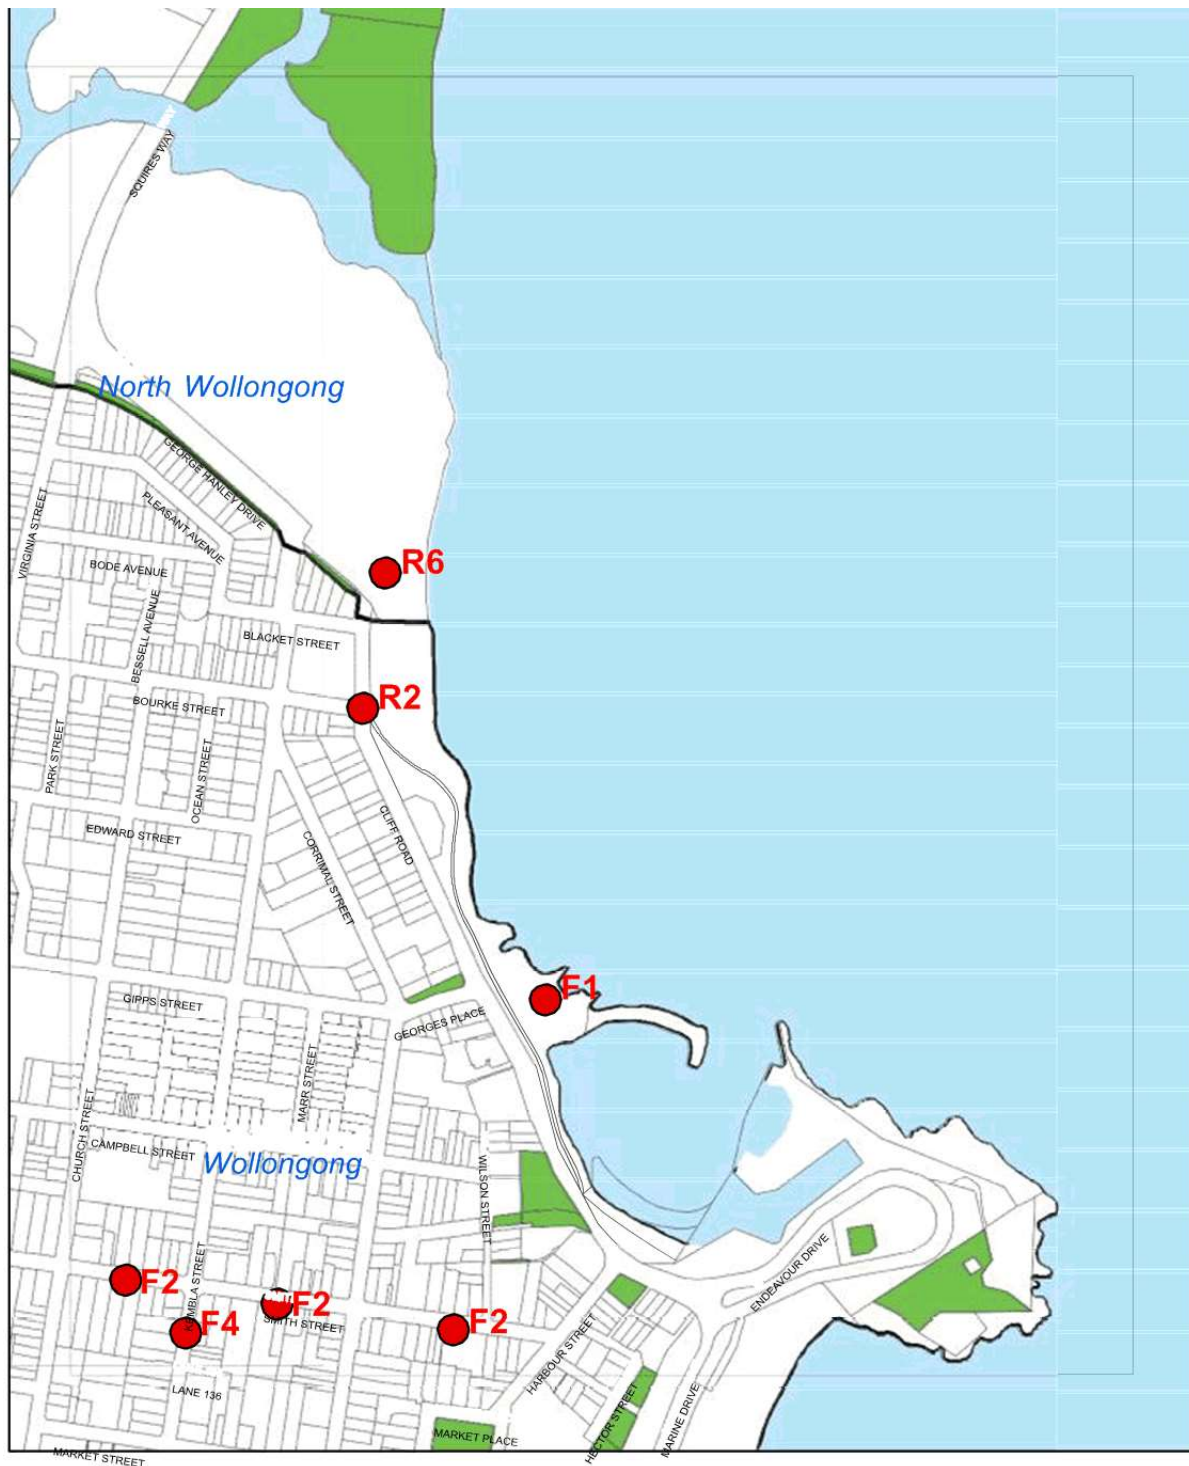 SQUIRES WAY
North Wollongong
GEORGE HANLEY DRIVE
PLEASANT AVENUE
VIRGINIA STREET
BODE AVENUE
R6
BESSELL AVENUE
BLACKET STREET
R2
BOURKE STREET
PARK STREET
OCEAN STREET
EDWARD STREET
CLIFF ROAD
CORRIMAL STREET
F1
GIPPS STREET
GEORGES PLACE
MARR STREET
CHURCH STREET
CAMPBELL STREET
Wollongong
WILSON STREET
ENDEAVOUR DRIVE
F2
KEMBLA STREET
F2
F4
SMITH STREET
F2
HARBOUR STREET
LANE 136
HECTOR STREET
MARINE DRIVE
MARKET PLACE
MARKET STREET